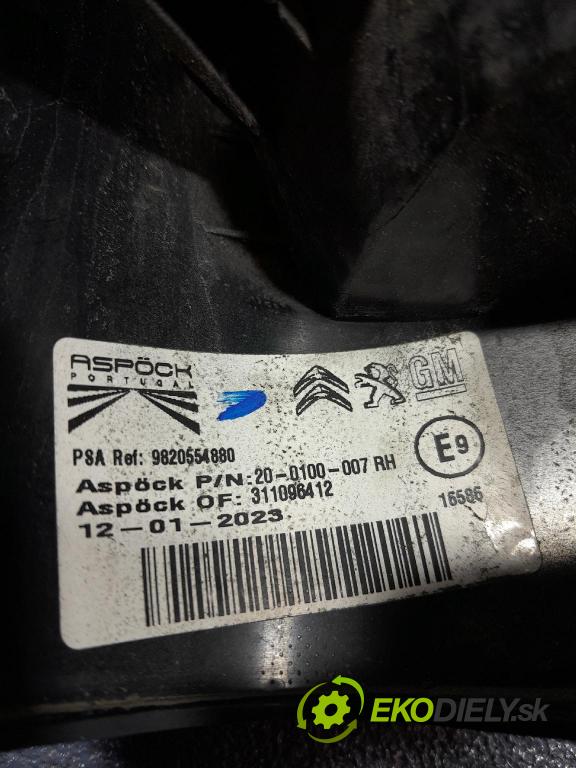 ASPÖCK
PORTUGAL
GM
PSA Ref: 9820554880
Aspöck P/N:20-0100-007 RH
E9
Aspöck OF: 311096412
16586
12-01-2023
EKODIELY.sk